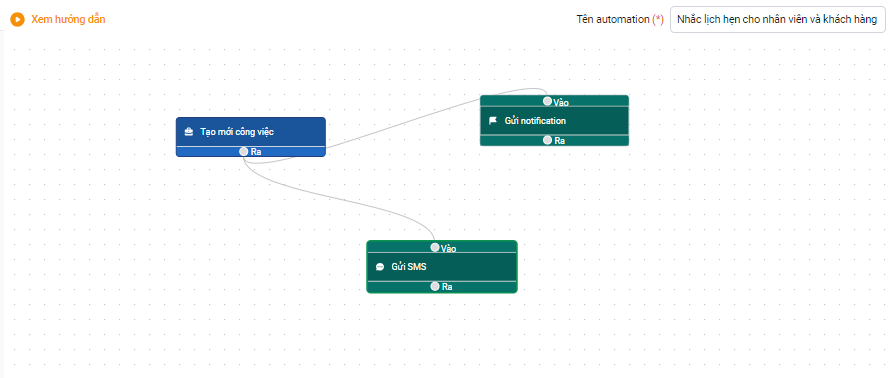 Xem hướng dẫn
Tên automation (*)
Nhắc lịch hẹn cho nhân viên và khách hàng
Vào
Gửi notification
Ra
Tạo mới công việc
Ra
Vào
Gửi SMS
Ra